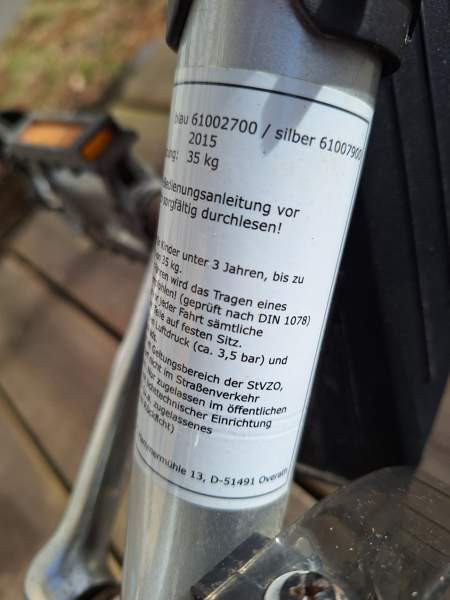 blau 61002700 / silber 61007900
2015
35 kg
Bedienungsanleitung vor
sorgfältig durchlesen!
Kinder unter 3 Jahren, bis zu
35 kg.
wird das Tragen eines
(geprüft nach DIN 1078)
jeder Fahrt sämtliche
Teile auf festen Sitz.
Luftdruck (ca. 3,5 bar) und
Geltungsbereich der StVZO,
nicht im Straßenverkehr
nur zugelassen im öffentlichen
technischer Einrichtung
zugelassenes
13, D-51491 Overath